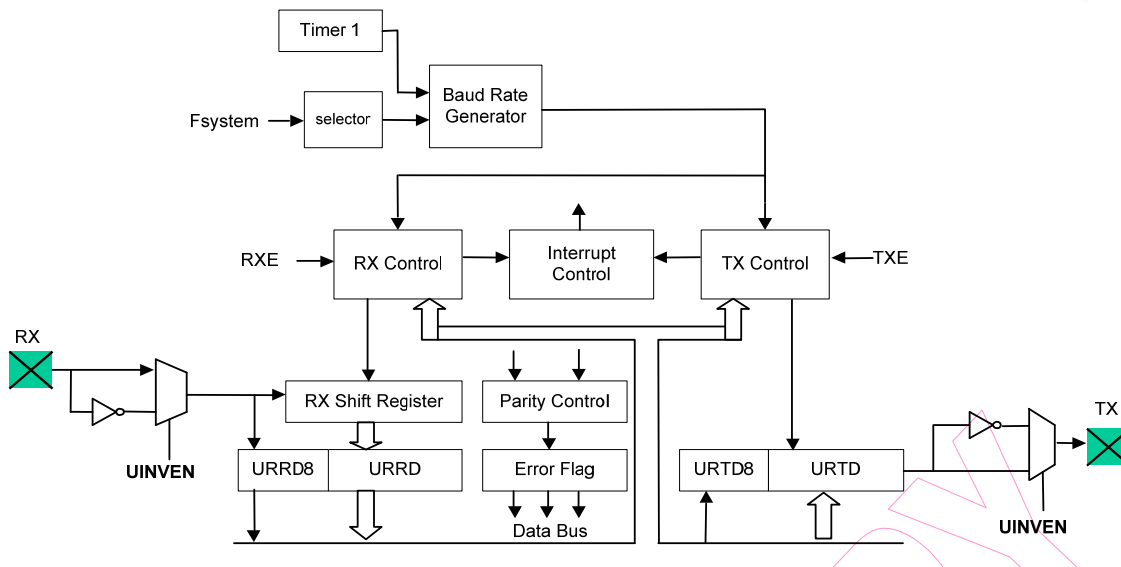 Timer 1
Baud Rate
Generator
Fsystem
selector
RXE
RX Control
Interrupt
Control
TX Control
TXE
RX
RX Shift Register
Parity Control
TX
UINVEN
URRD8
URRD
Error Flag
URTD8
URTD
Data Bus
UINVEN